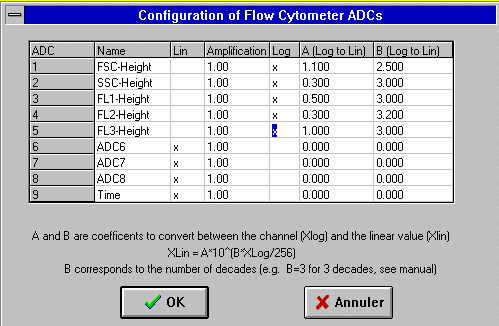 Configuration of Flow Cytometer ADCs
ADC Name Lin Amplification Log A (Log to Lin) B (Log to Lin)
1 FSC-Height 1.00 x 1.100 2.500
2 SSC-Height 1.00 x 0.300 3.000
3 FL1-Height 1.00 x 0.500 3.000
4 FL2-Height 1.00 x 0.300 3.200
5 FL3-Height 1.00 x 1.000 3.000
6 ADC6 x 1.00 0.000 0.000
7 ADC7 x 1.00 0.000 0.000
8 ADC8 x 1.00 0.000 0.000
9 Time x 1.00 0.000 0.000
A and B are coefficents to convert between the channel (Xlog) and the linear value (Xlin)
XLin = A*10^(B*XLog/256)
B corresponds to the number of decades (e.g. B=3 for 3 decades, see manual)
OK Annuler